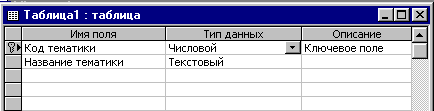 Таблица1 : таблица
Имя поля Тип данных Описание
Код тематики Числовой Ключевое поле
Название тематики Текстовый